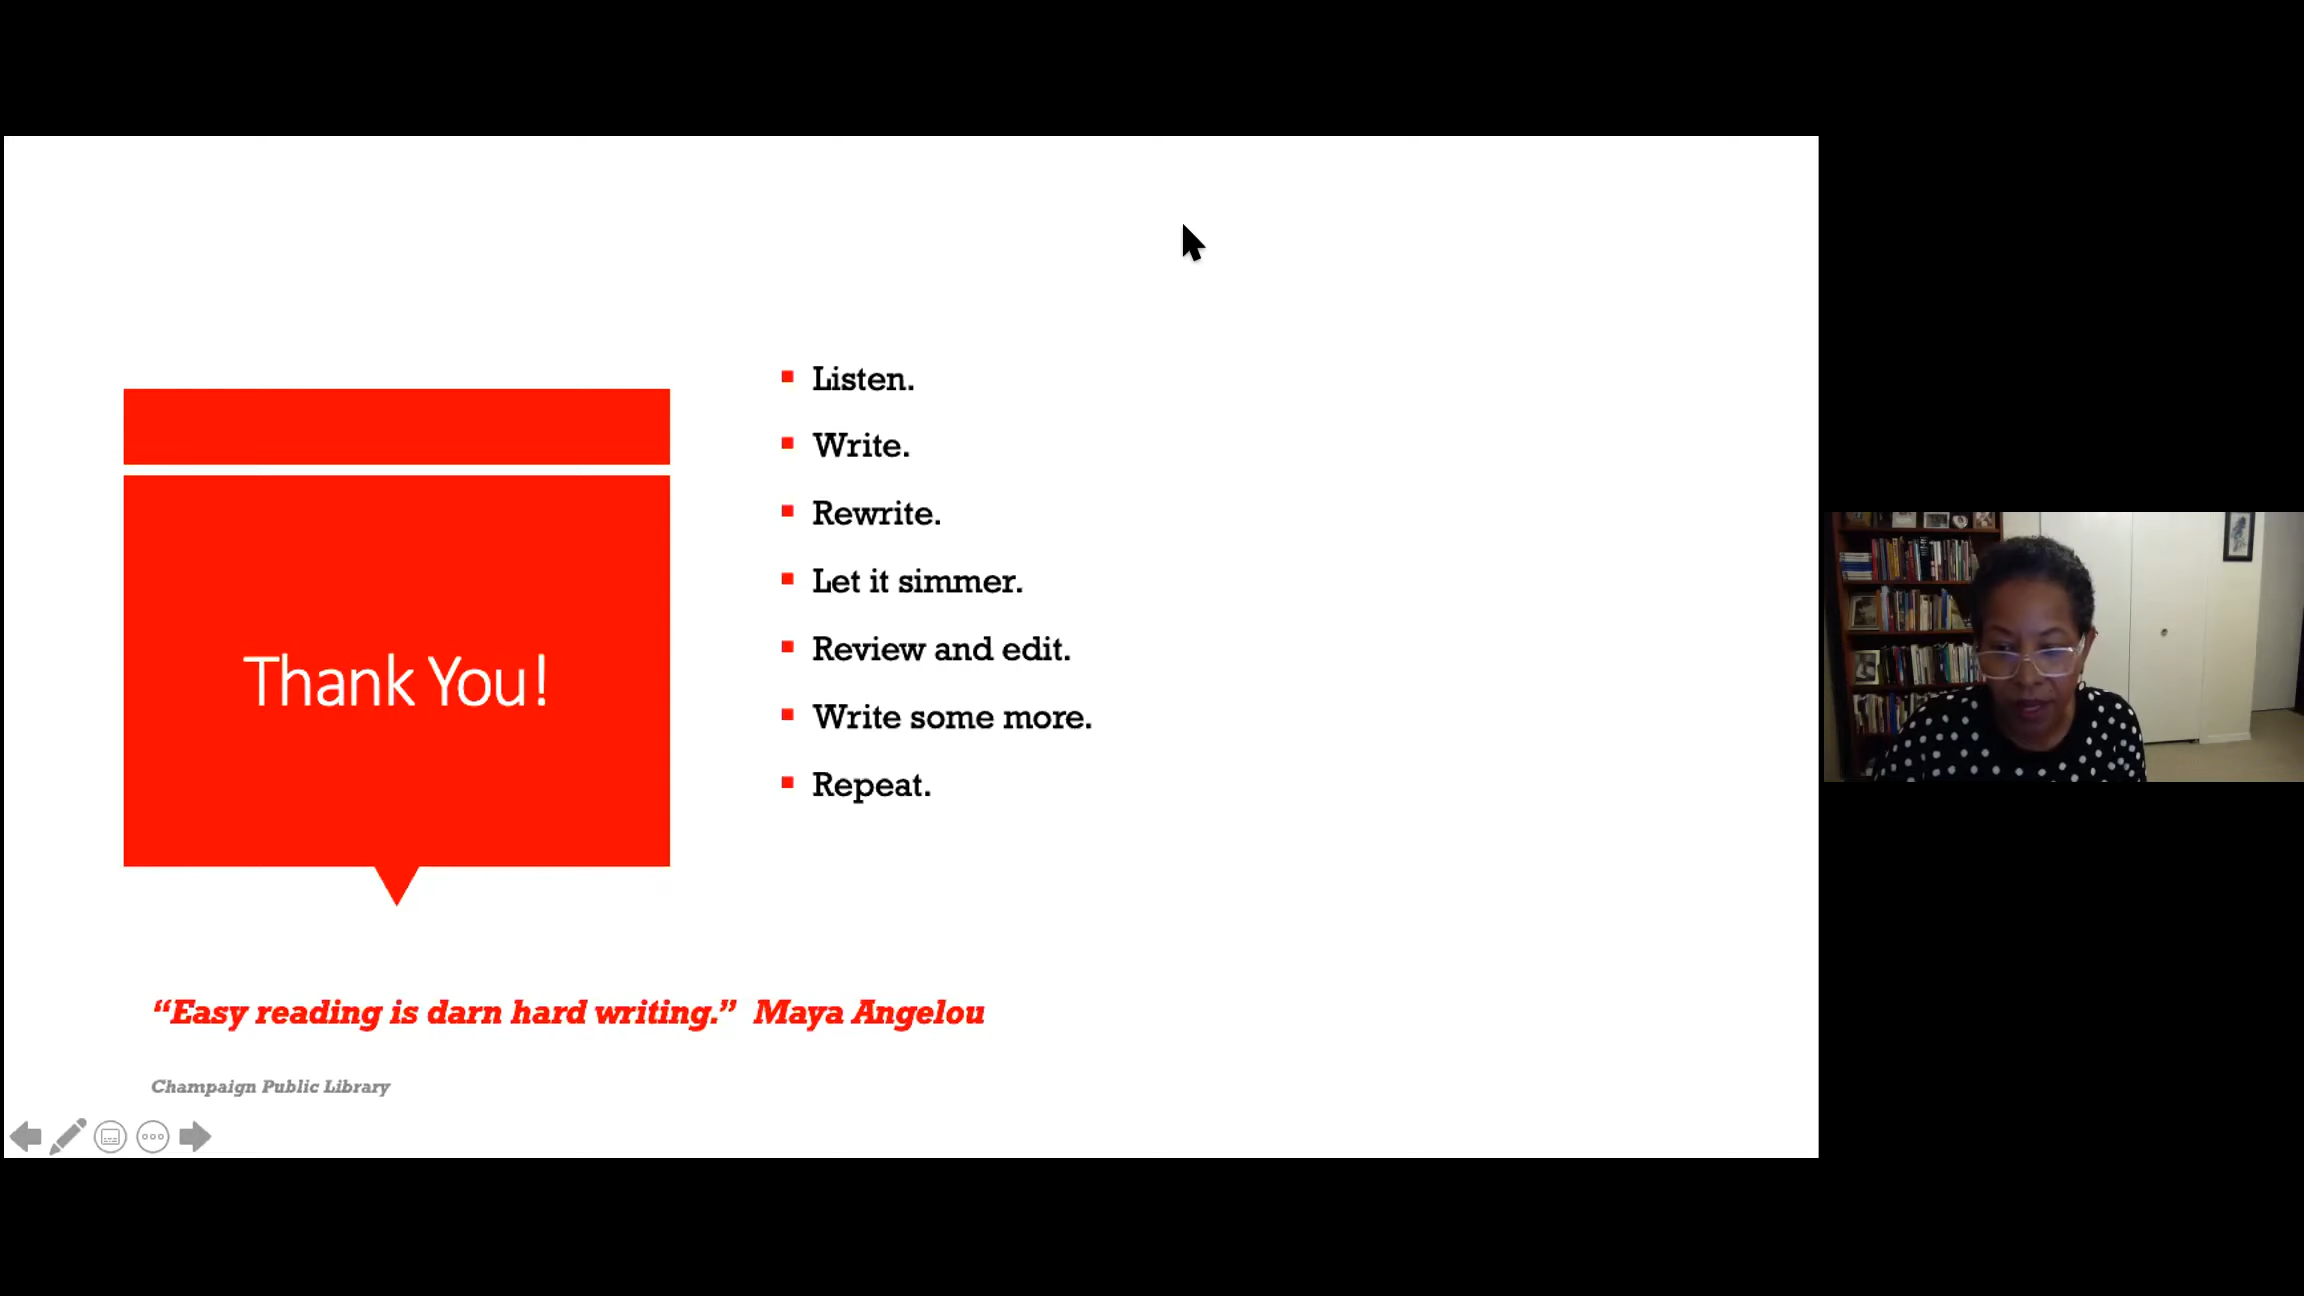 Thank You!
Listen.
Write.
Rewrite.
Let it simmer.
Review and edit.
Write some more.
Repeat.
“Easy reading is darn hard writing.” Maya Angelou
Champaign Public Library